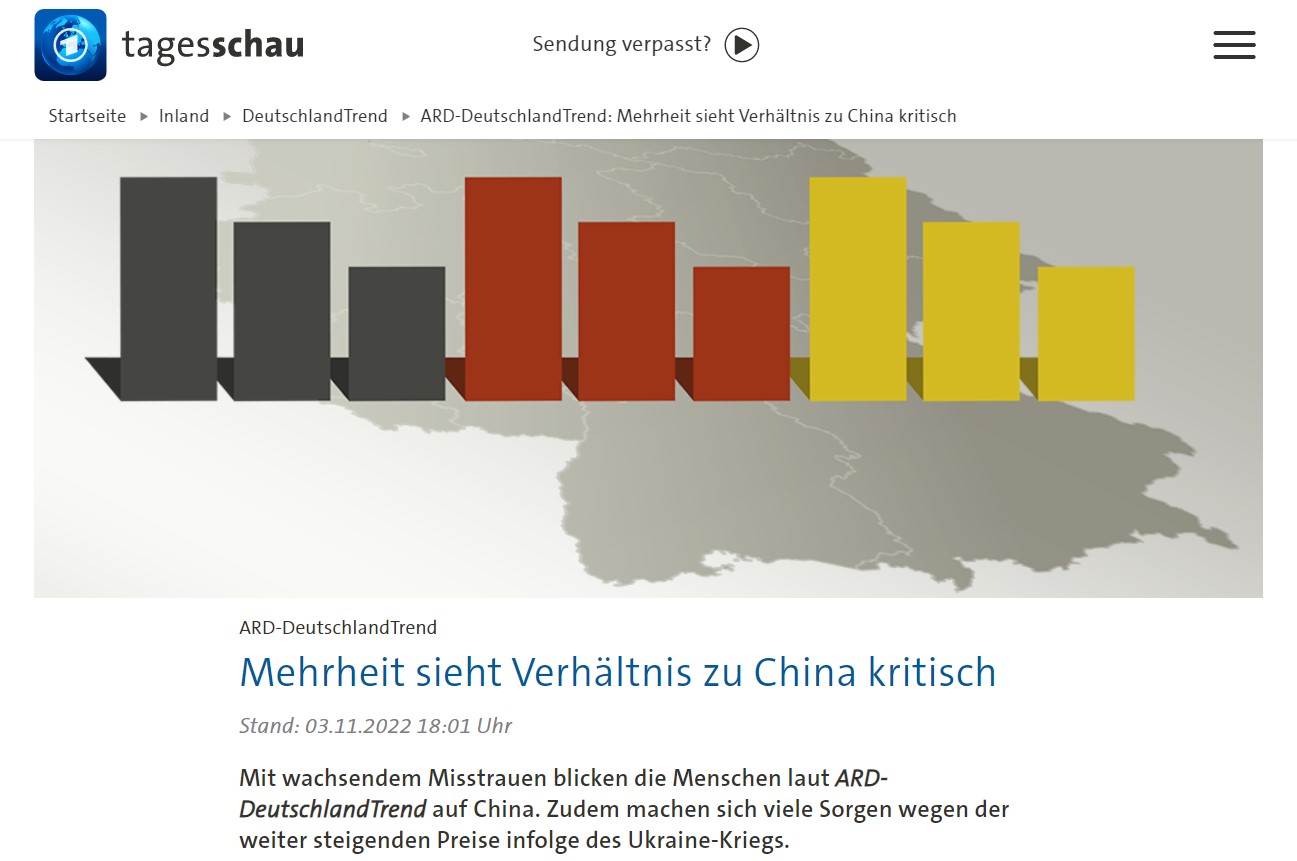 tagesschau
Sendung verpasst?
Startseite ▸ Inland ▸ DeutschlandTrend ▸ ARD-DeutschlandTrend: Mehrheit sieht Verhältnis zu China kritisch
ARD-DeutschlandTrend
Mehrheit sieht Verhältnis zu China kritisch
Stand: 03.11.2022 18:01 Uhr
Mit wachsendem Misstrauen blicken die Menschen laut ARD-
DeutschlandTrend auf China. Zudem machen sich viele Sorgen wegen der
weiter steigenden Preise infolge des Ukraine-Kriegs.